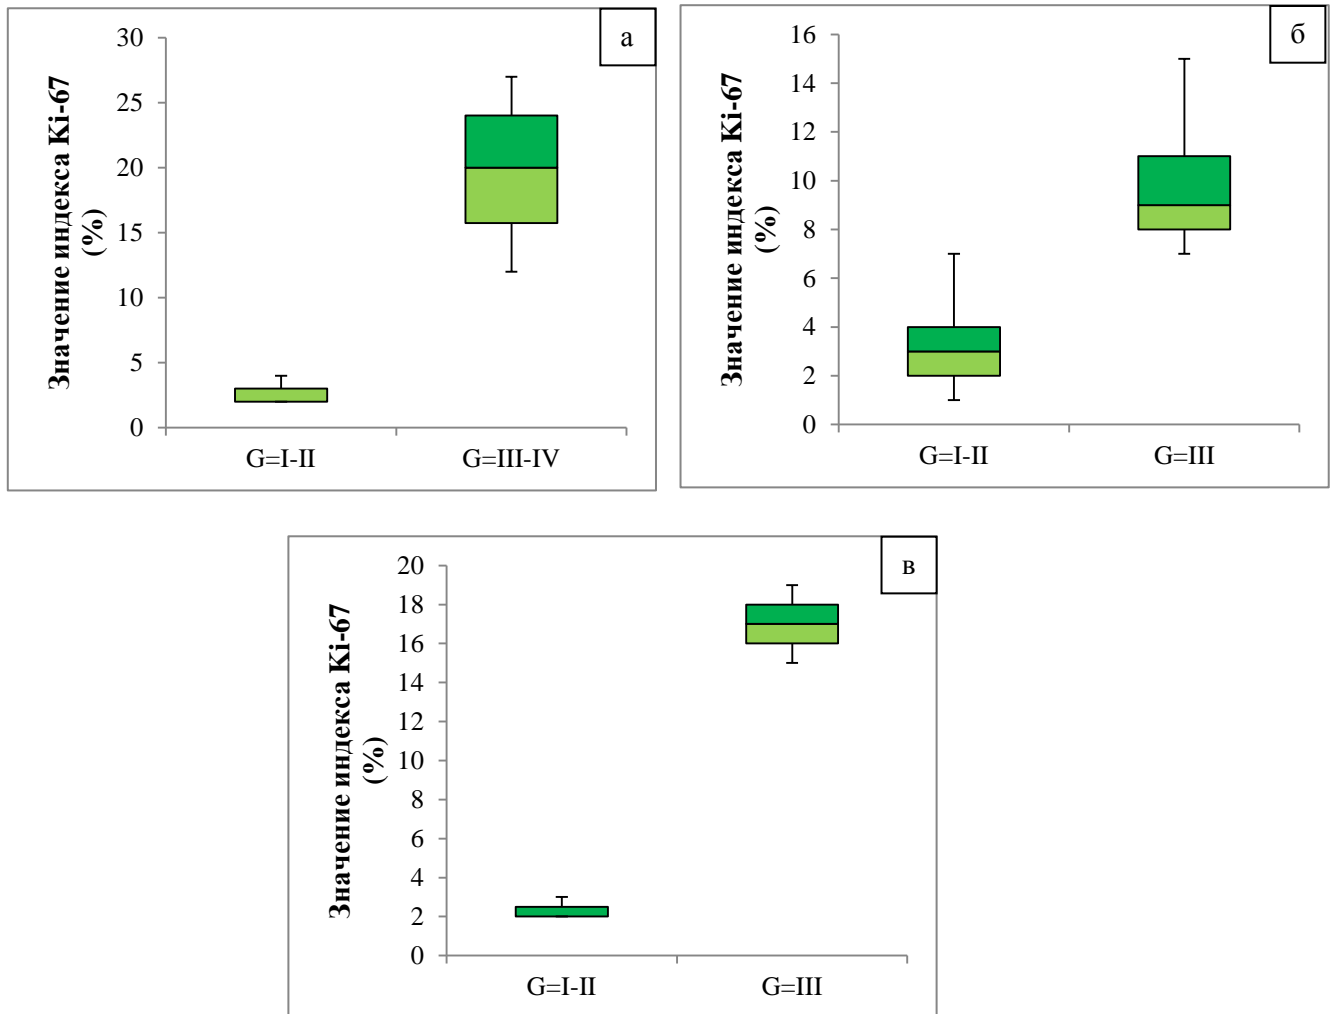 а
Значение индекса Ki-67
(%)
30
25
20
15
10
5
0
G=I-II
G=III-IV
б
Значение индекса Ki-67
(%)
16
14
12
10
8
6
4
2
0
G=I-II
G=III
в
Значение индекса Ki-67
(%)
20
18
16
14
12
10
8
6
4
2
0
G=I-II
G=III